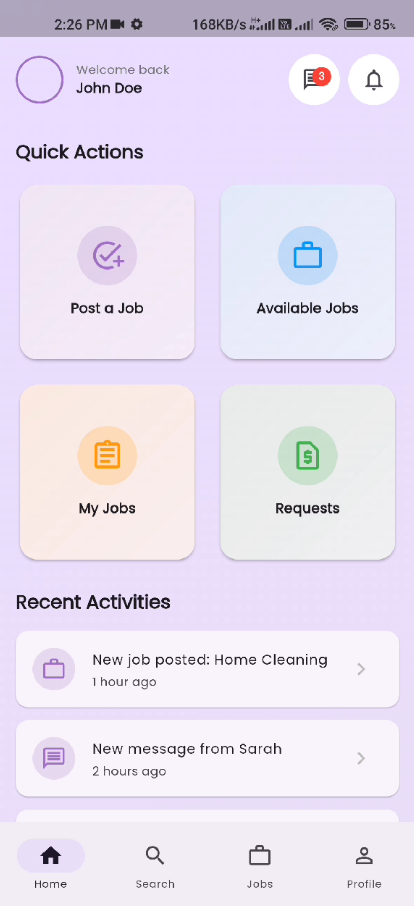 2:26 PM 168KB/s H+ 85%
Welcome back
John Doe
3
Quick Actions
Post a Job
Available Jobs
My Jobs
Requests
Recent Activities
New job posted: Home Cleaning
1 hour ago
New message from Sarah
2 hours ago
Home
Search
Jobs
Profile